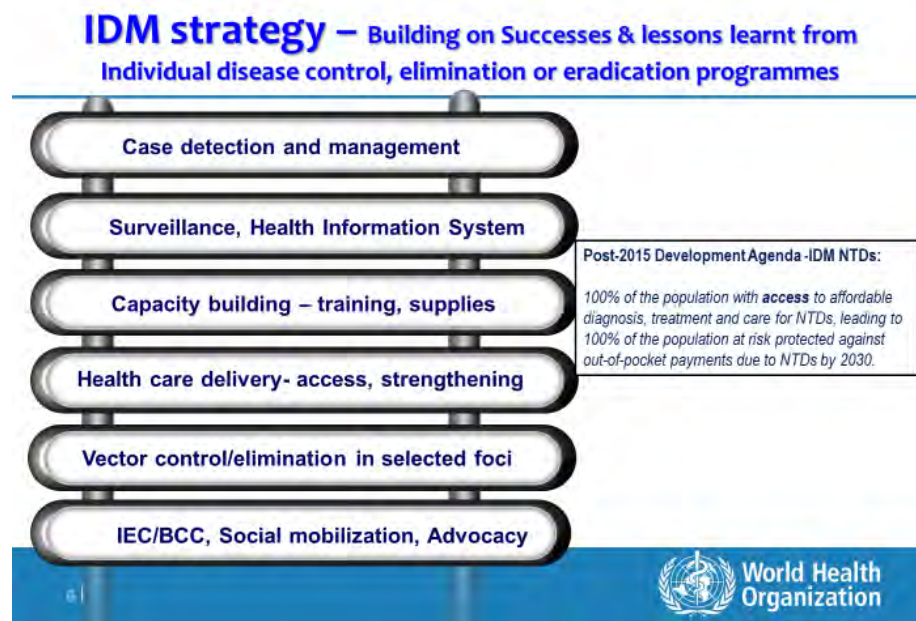 IDM strategy – Building on Successes & lessons learnt from
Individual disease control, elimination or eradication programmes
Case detection and management
Surveillance, Health Information System
Capacity building – training, supplies
Health care delivery- access, strengthening
Vector control/elimination in selected foci
IEC/BCC, Social mobilization, Advocacy
Post-2015 Development Agenda -IDM NTDs:
100% of the population with access to affordable
diagnosis, treatment and care for NTDs, leading to
100% of the population at risk protected against
out-of-pocket payments due to NTDs by 2030.
World Health
Organization